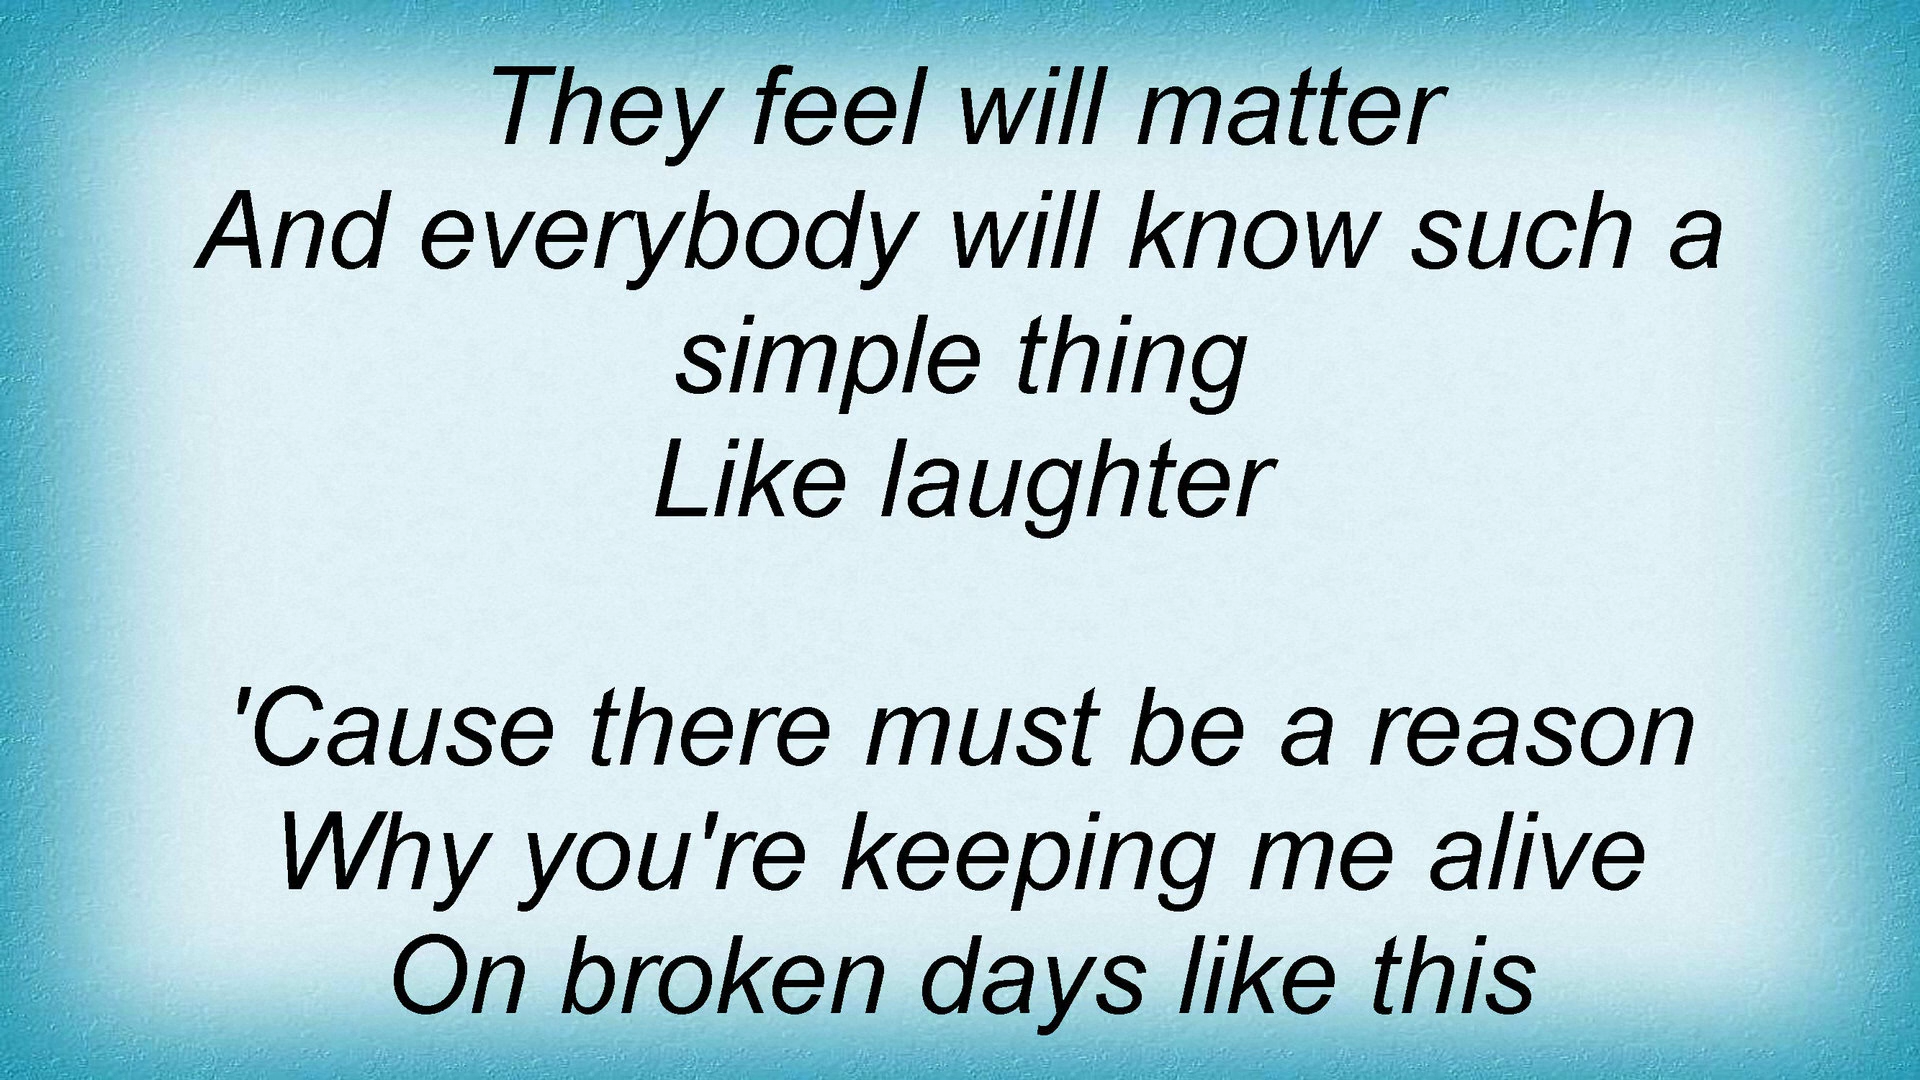 They feel will matter
And everybody will know such a
simple thing
Like laughter
'Cause there must be a reason
Why you're keeping me alive
On broken days like this